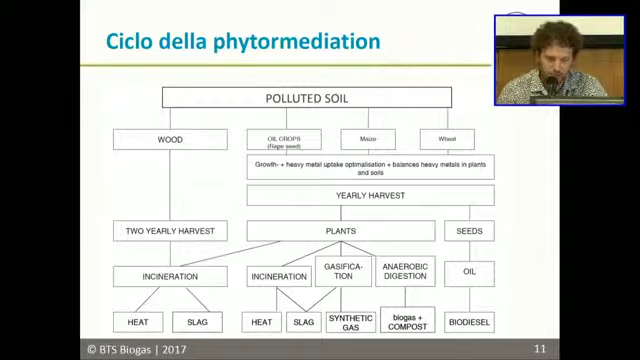 Ciclo della phytormediation
POLLUTED SOIL
WOOD
OIL CROPS
(Rape seed)
Maize
Wheat
Growth- + heavy metal uptake optimalisation + balances heavy metals in plants
and soils
YEARLY HARVEST
TWO YEARLY HARVEST
PLANTS
SEEDS
INCINERATION
INCINERATION
GASIFICA-
TION
ANAEROBIC
DIGESTION
OIL
HEAT
SLAG
HEAT
SLAG
SYNTHETIC
GAS
biogas +
COMPOST
BIODIESEL
© BTS Biogas | 2017
11